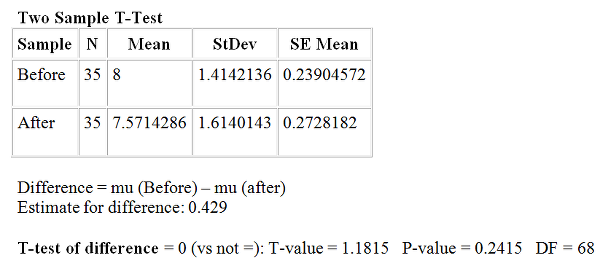 Two Sample T-Test
Sample N Mean StDev SE Mean
Before 35 8 1.4142136 0.23904572
After 35 7.5714286 1.6140143 0.2728182
Difference = mu (Before) – mu (after)
Estimate for difference: 0.429
T-test of difference = 0 (vs not =): T-value = 1.1815 P-value = 0.2415 DF = 68